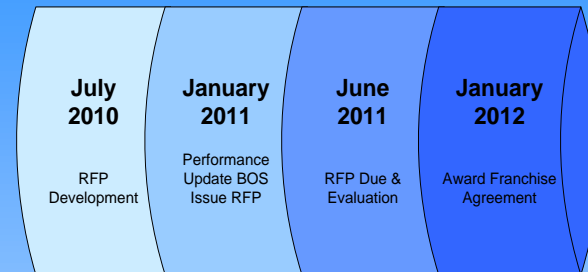 July
2010
RFP
Development
January
2011
Performance
Update BOS
Issue RFP
June
2011
RFP Due &
Evaluation
January
2012
Award Franchise
Agreement